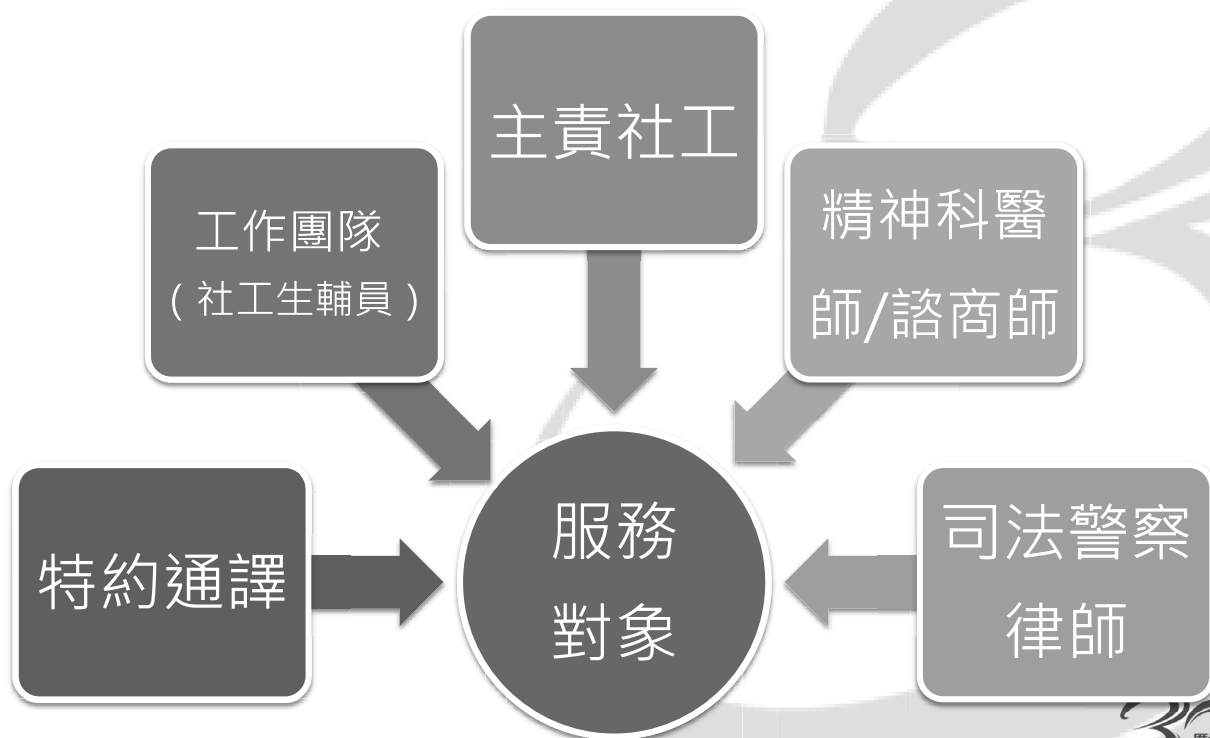 主責社工
工作團隊
(社工生輔員)
精神科醫
師/諮商師
特約通譯
服務
對象
司法警察
律師